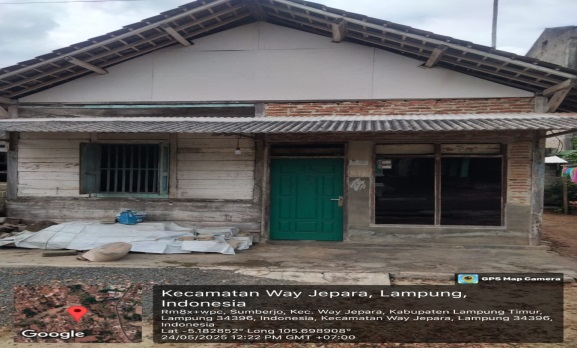 GPS Map Camera
Kecamatan Way Jepara, Lampung,
Indonesia
Rm8x+wpc, Sumberjo, Kec. Way Jepara, Kabupaten Lampung Timur,
Lampung 34396, Indonesia, Kecamatan Way Jepara, Lampung 34396,
Indonesia
Lat -5.182852° Long 105.698908°
24/05/2025 12:22 PM GMT +07:00
Google